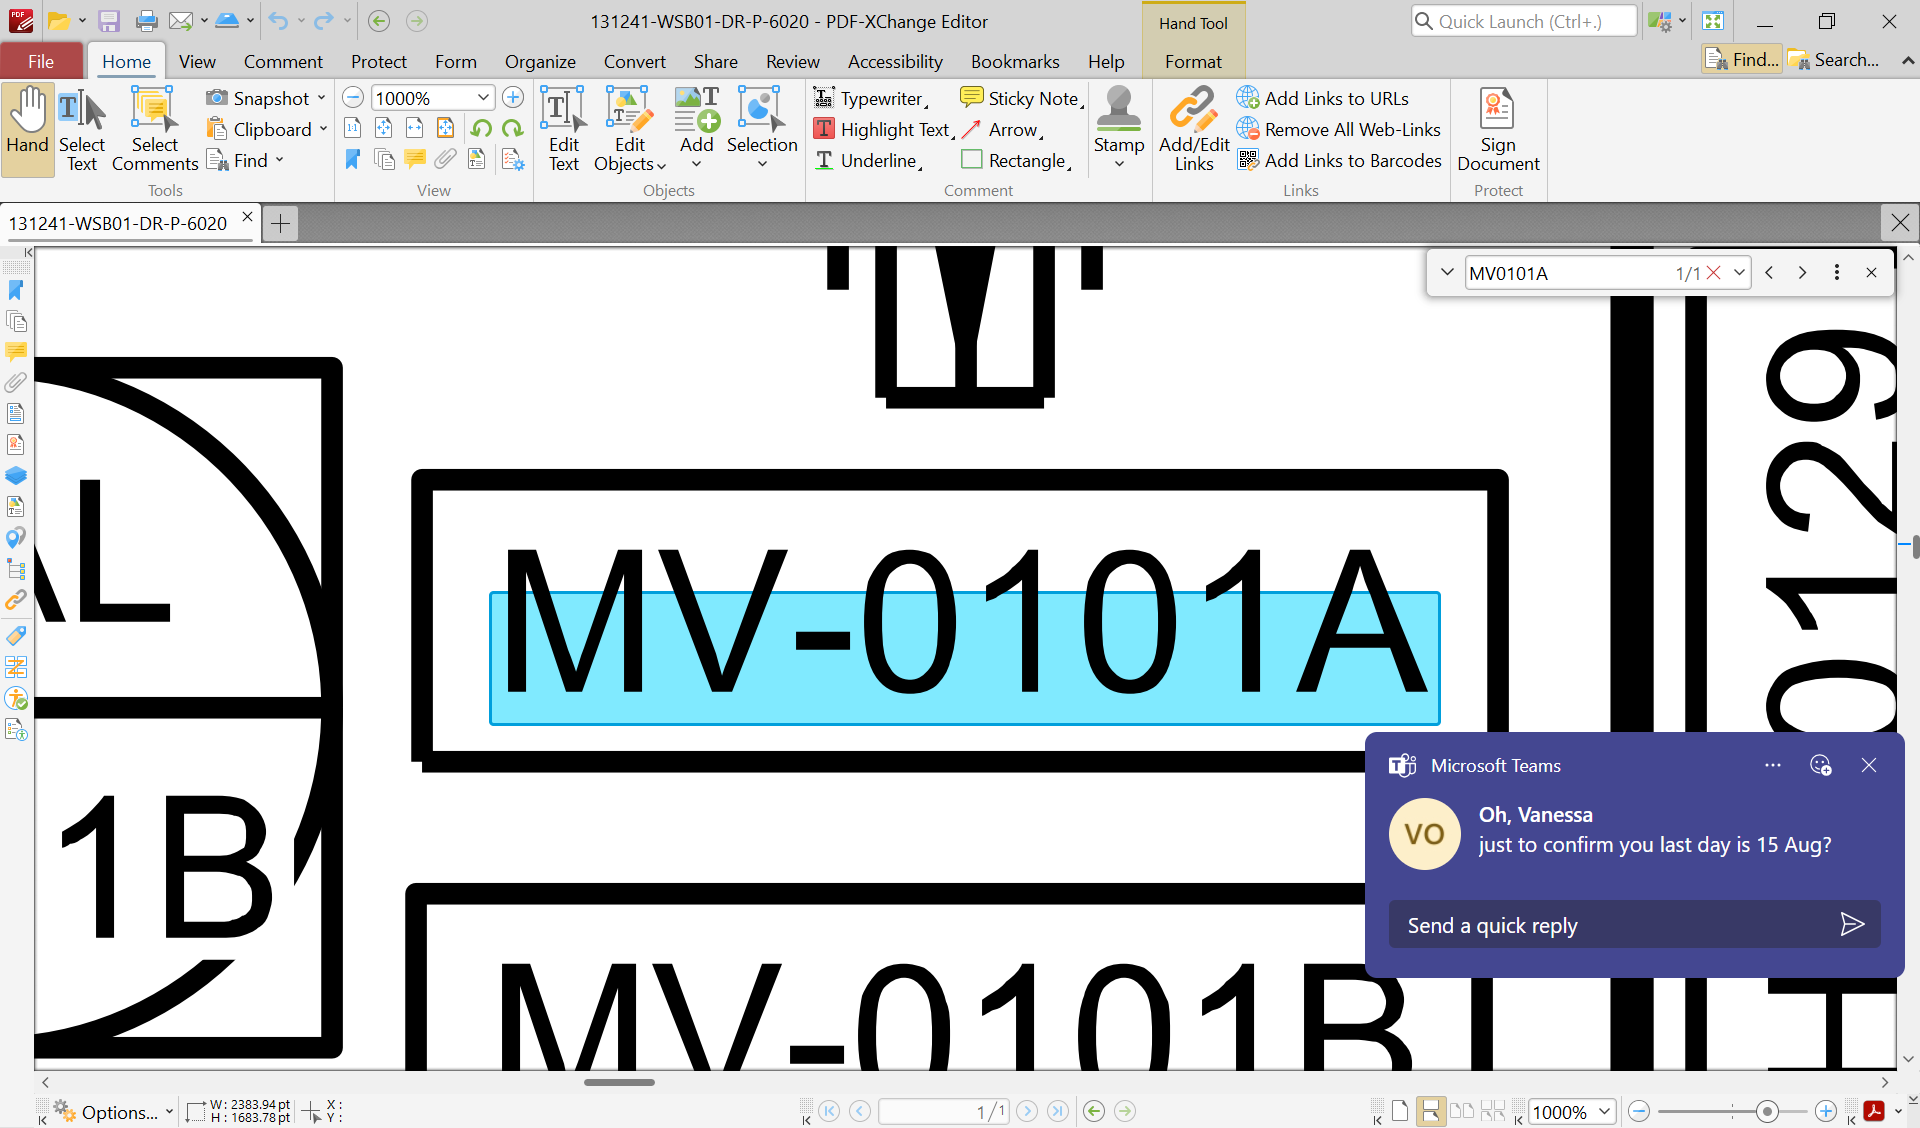 131241-WSB01-DR-P-6020 - PDF-XChange Editor
Hand Tool
Quick Launch (Ctrl+.)
File Home View Comment Protect Form Organize Convert Share Review Accessibility Bookmarks Help Format
Find... Search...
Hand
Select Text
Select Comments
Snapshot
Clipboard
Find
Tools
1000%
View
Edit Text
Edit Objects
Add
Selection
Objects
Typewriter
Highlight Text
Underline
Sticky Note
Arrow
Rectangle
Stamp
Comment
Add/Edit Links
Add Links to URLs
Remove All Web-Links
Add Links to Barcodes
Links
Sign Document
Protect
131241-WSB01-DR-P-6020
MV0101A 1/1
0129
L
MV-0101A
1B
MV-0101B
H
Microsoft Teams
VO
Oh, Vanessa
just to confirm you last day is 15 Aug?
Send a quick reply
Options...
W: 2383.94 pt
H: 1683.78 pt
X:
Y:
1/1
1000%